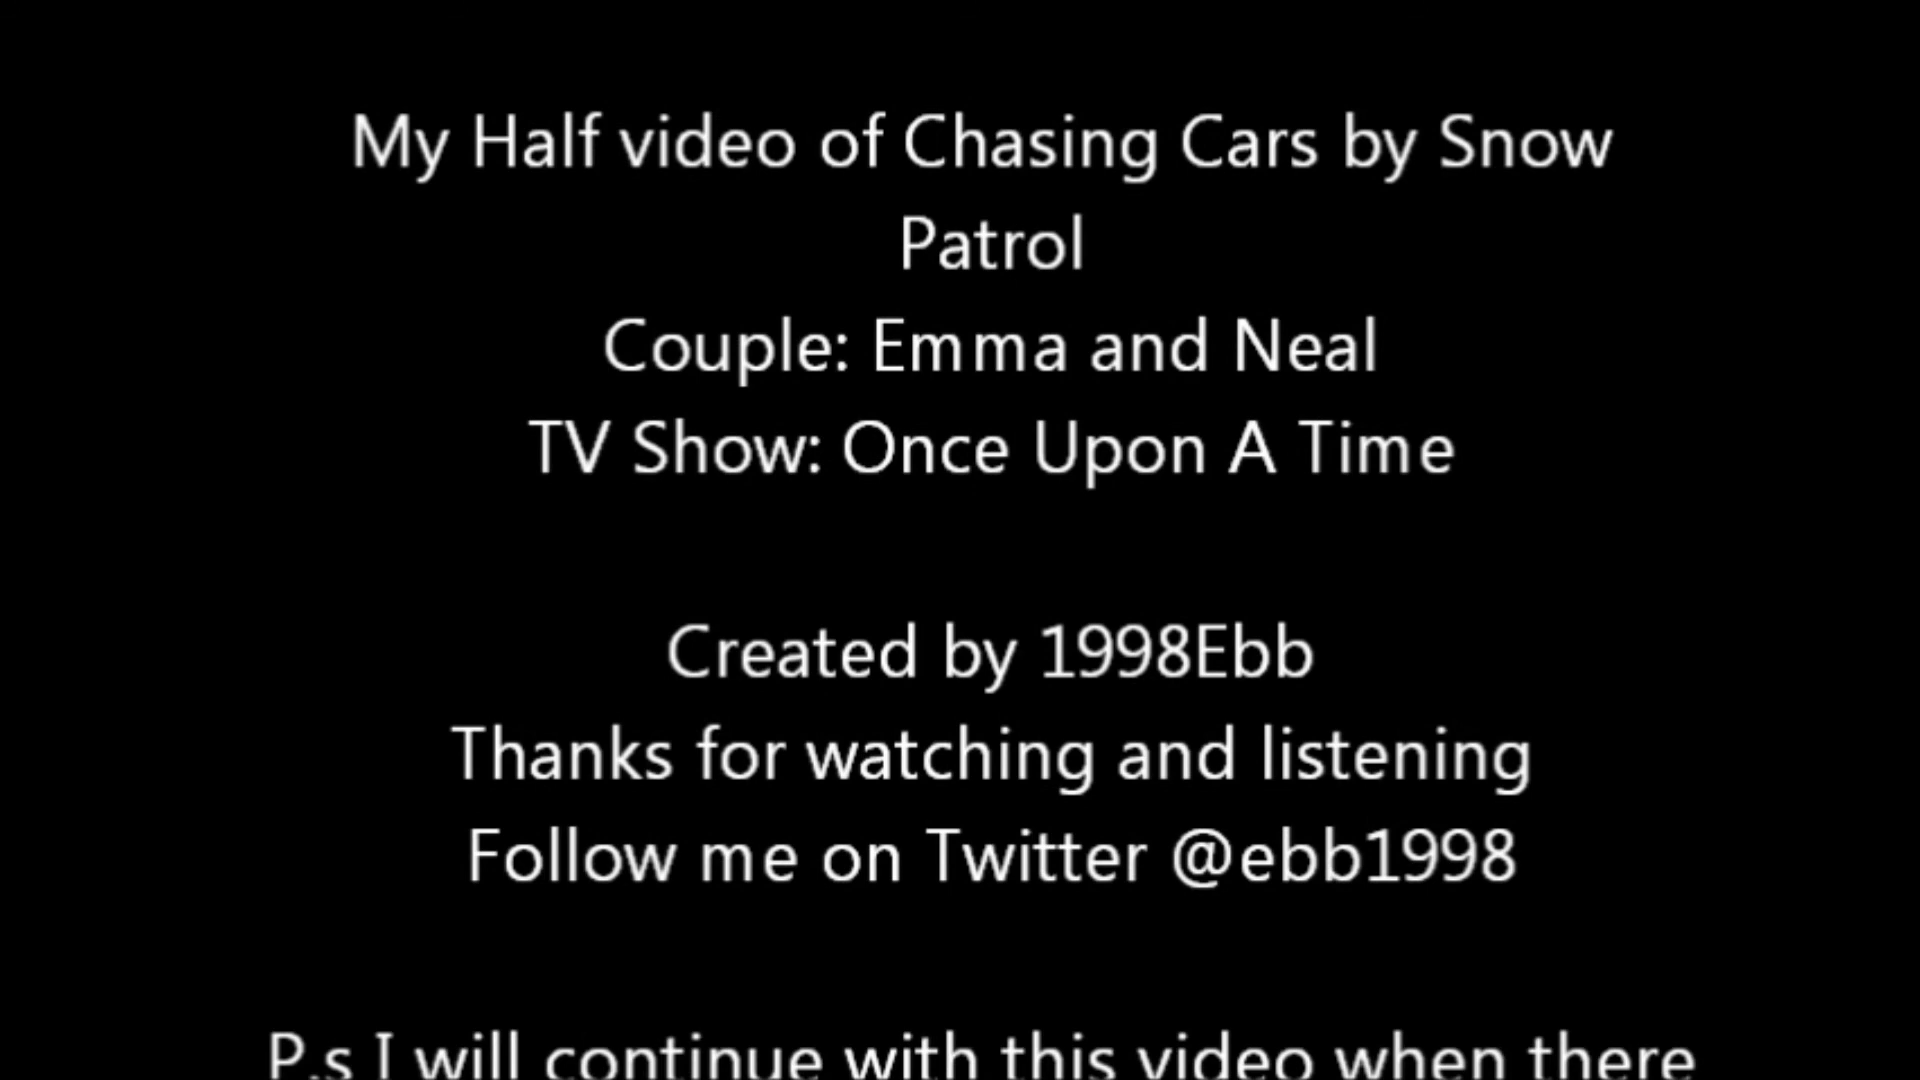 My Half video of Chasing Cars by Snow
Patrol
Couple: Emma and Neal
TV Show: Once Upon A Time
Created by 1998Ebb
Thanks for watching and listening
Follow me on Twitter @ebb1998
P.s I will continue with this video when there